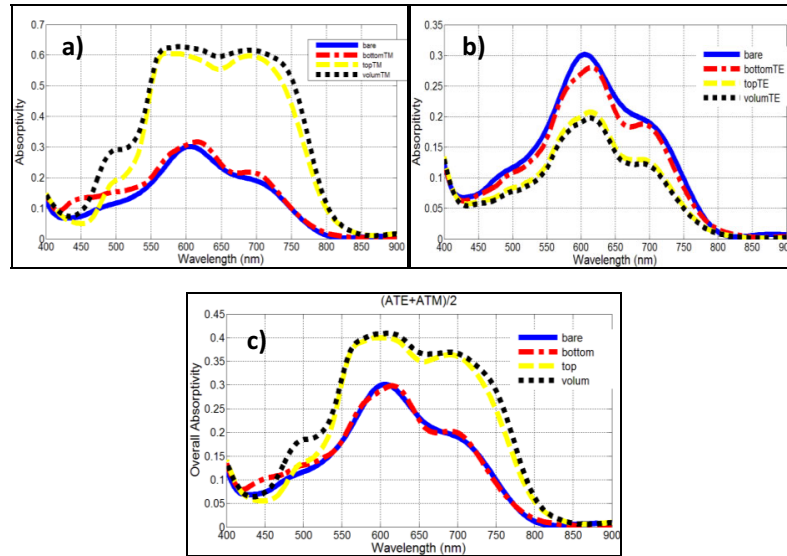 a)
bare
bottomTM
topTM
volumTM
0.7
0.6
0.5
0.4
0.3
0.2
0.1
0
Absorptivity
400 450 500 550 600 650 700 750 800 850 900
Wavelength (nm)
b)
bare
bottomTE
topTE
volumTE
0.35
0.3
0.25
0.2
0.15
0.1
0.05
0
Absorptivity
400 450 500 550 600 650 700 750 800 850 900
Wavelength (nm)
(ATE+ATM)/2
c)
bare
bottom
top
volum
0.45
0.4
0.35
0.3
0.25
0.2
0.15
0.1
0.05
0
Overall Absorptivity
400 450 500 550 600 650 700 750 800 850 900
Wavelength (nm)